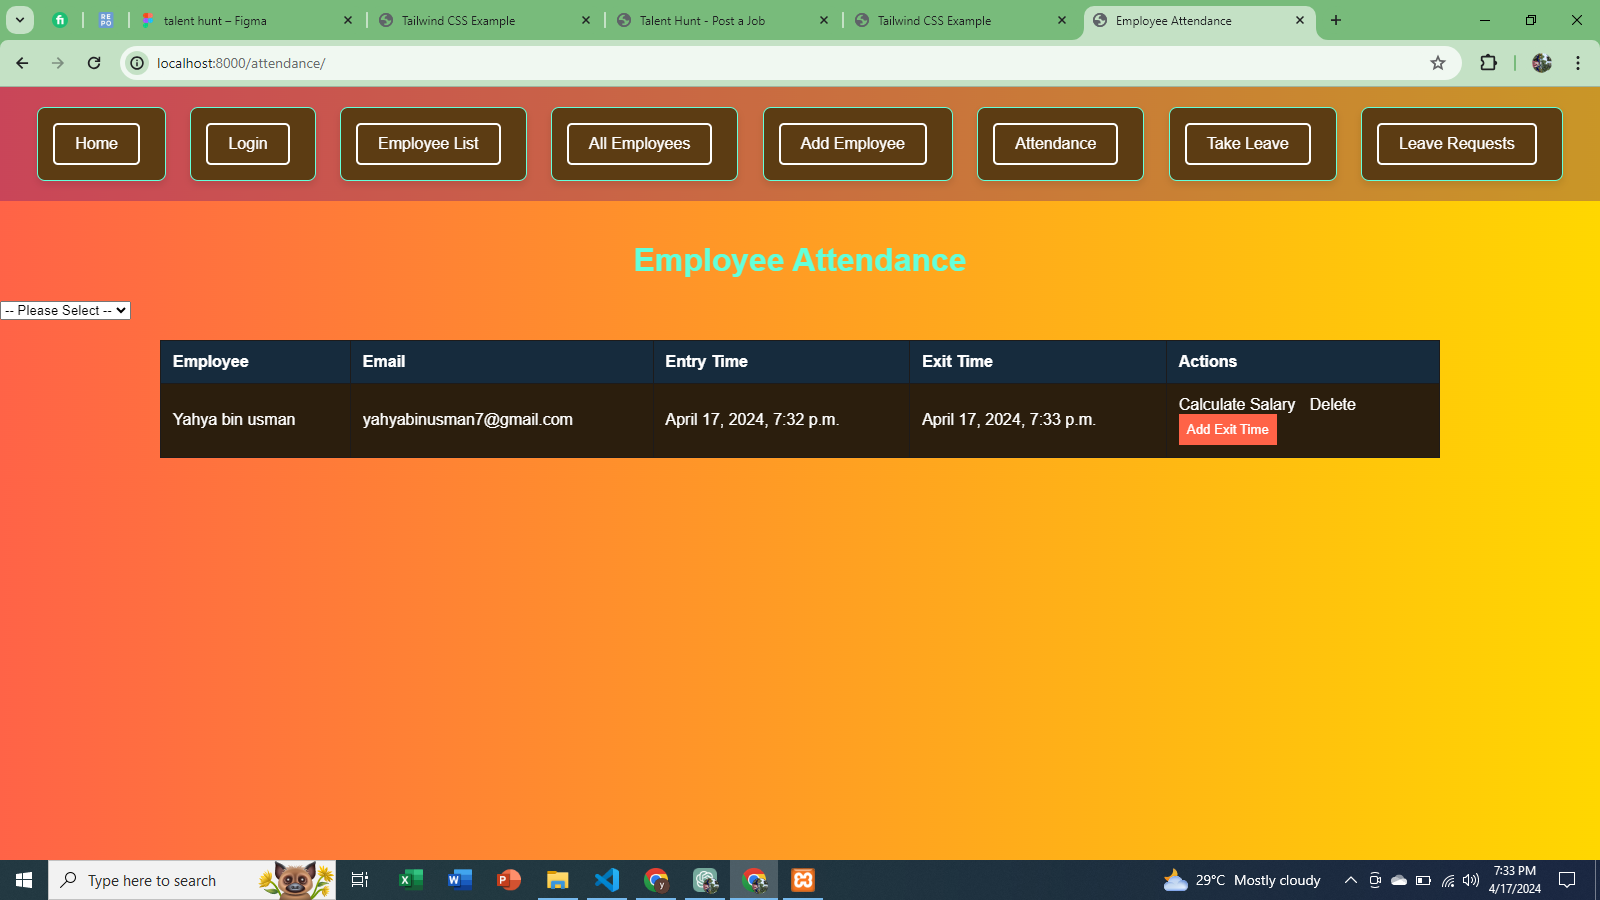 RE
PO
talent hunt – Figma
Tailwind CSS Example
Talent Hunt - Post a Job
Tailwind CSS Example
Employee Attendance
localhost:8000/attendance/
Home
Login
Employee List
All Employees
Add Employee
Attendance
Take Leave
Leave Requests
Employee Attendance
-- Please Select --
Employee Email Entry Time Exit Time Actions
Yahya bin usman yahyabinusman7@gmail.com April 17, 2024, 7:32 p.m. April 17, 2024, 7:33 p.m. Calculate Salary Delete
Add Exit Time
Type here to search
29°C Mostly cloudy
7:33 PM
4/17/2024